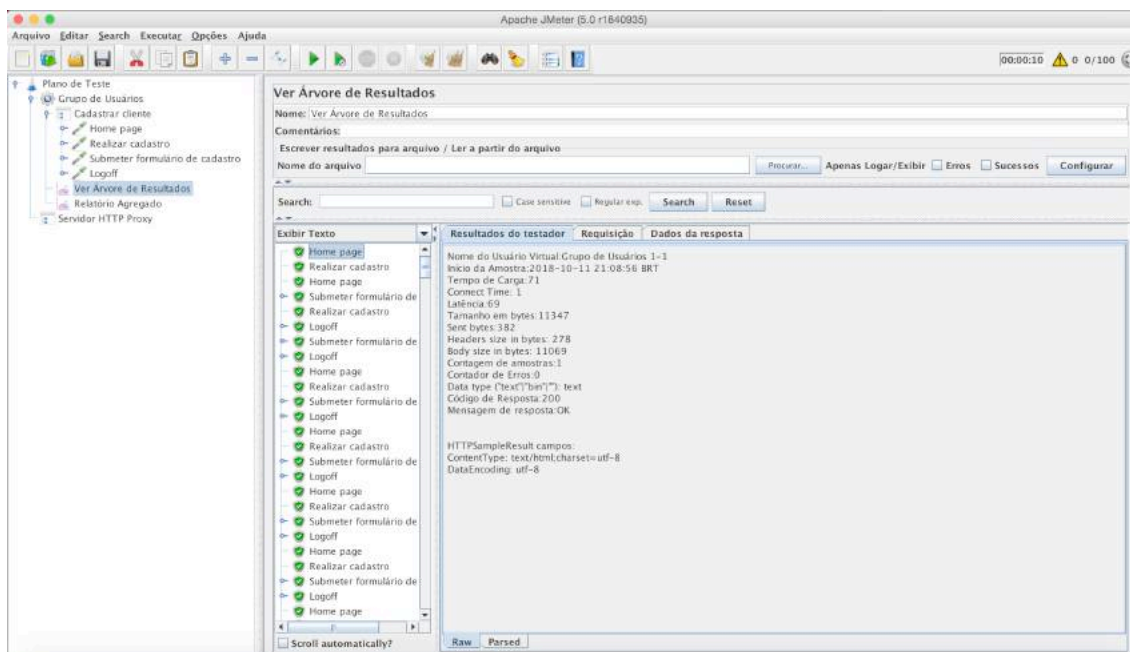 Apache JMeter (5.0 r1840935)
Arquivo Editar Search Executar Opções Ajuda
00:00:10 0 0/100
Plano de Teste
Grupo de Usuários
Cadastrar cliente
Home page
Realizar cadastro
Submeter formulário de cadastro
Logoff
Ver Árvore de Resultados
Relatório Agregado
Servidor HTTP Proxy
Ver Árvore de Resultados
Nome: Ver Árvore de Resultados
Comentários:
Escrever resultados para arquivo / Ler a partir do arquivo
Nome do arquivo Procurar... Apenas Logar/Exibir Erros Sucessos Configurar
Search: Case sensitive Regular exp. Search Reset
Exibir Texto
Home page
Realizar cadastro
Home page
Submeter formulário de
Realizar cadastro
Logoff
Submeter formulário de
Logoff
Home page
Realizar cadastro
Submeter formulário de
Logoff
Home page
Realizar cadastro
Submeter formulário de
Logoff
Home page
Realizar cadastro
Submeter formulário de
Logoff
Home page
Realizar cadastro
Submeter formulário de
Logoff
Home page
Scroll automatically?
Resultados do testador Requisição Dados da resposta
Nome do Usuário Virtual:Grupo de Usuários 1-1
Início da Amostra:2018-10-11 21:08:56 BRT
Tempo de Carga:71
Connect Time: 1
Latência:69
Tamanho em bytes:11347
Sent bytes:382
Headers size in bytes: 278
Body size in bytes: 11069
Contagem de amostras:1
Contador de Erros:0
Data type ("text"|"bin"|""): text
Código de Resposta:200
Mensagem de resposta:OK
HTTPSampleResult campos:
ContentType: text/html;charset=utf-8
DataEncoding: utf-8
Raw Parsed